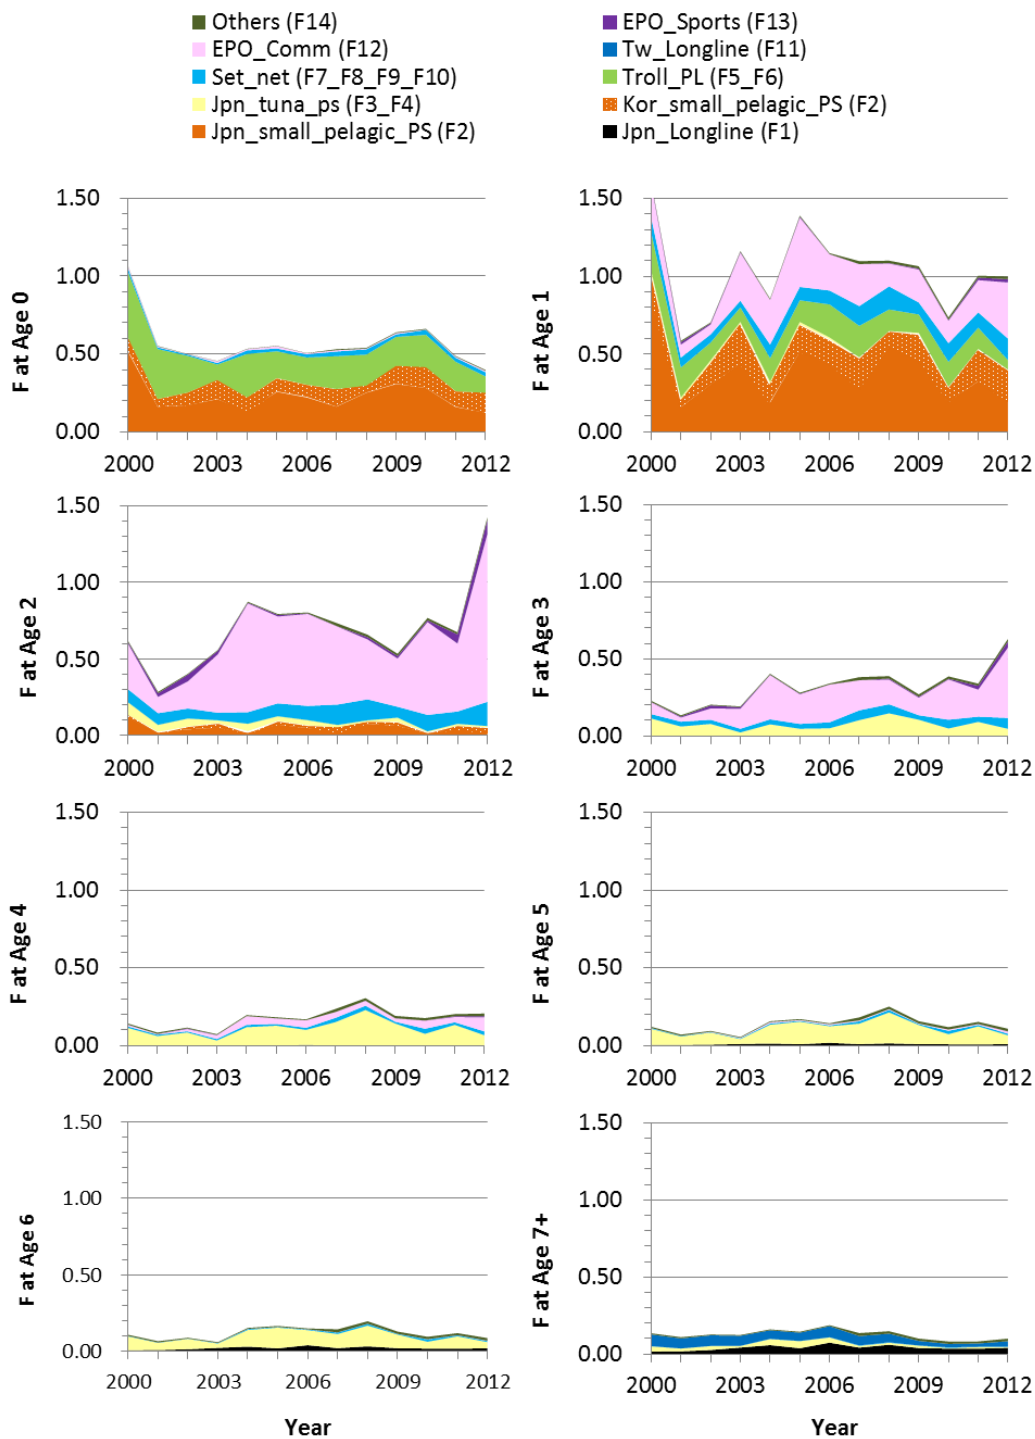 Others (F14) EPO_Sports (F13)
EPO_Comm (F12) Tw_Longline (F11)
Set_net (F7_F8_F9_F10) Troll_PL (F5_F6)
Jpn_tuna_ps (F3_F4) Kor_small_pelagic_PS (F2)
Jpn_small_pelagic_PS (F2) Jpn_Longline (F1)
F at Age 0
1.50
1.00
0.50
0.00
2000 2003 2006 2009 2012
F at Age 1
1.50
1.00
0.50
0.00
2000 2003 2006 2009 2012
F at Age 2
1.50
1.00
0.50
0.00
2000 2003 2006 2009 2012
F at Age 3
1.50
1.00
0.50
0.00
2000 2003 2006 2009 2012
F at Age 4
1.50
1.00
0.50
0.00
2000 2003 2006 2009 2012
F at Age 5
1.50
1.00
0.50
0.00
2000 2003 2006 2009 2012
F at Age 6
1.50
1.00
0.50
0.00
2000 2003 2006 2009 2012
Year
F at Age 7+
1.50
1.00
0.50
0.00
2000 2003 2006 2009 2012
Year